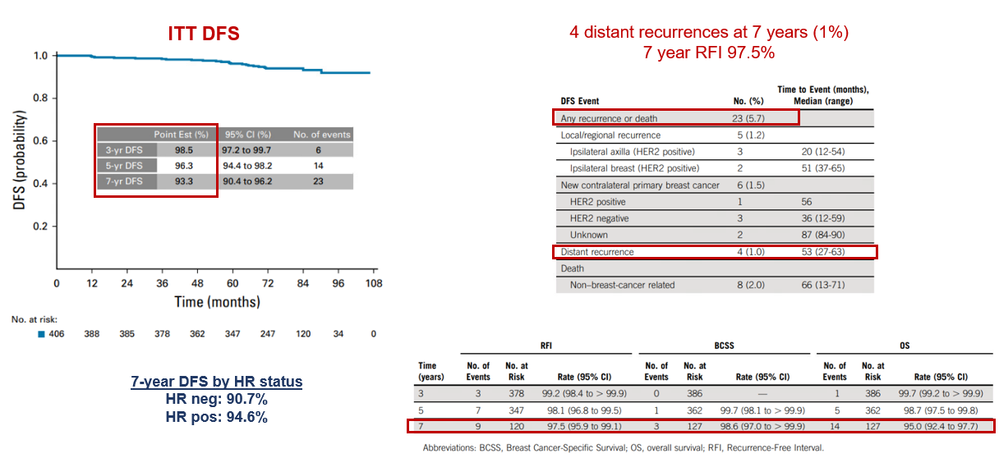 ITT DFS
1.0
0.8
0.6
0.4
0.2
DFS (probability)
Point Est (%) 95% CI (%) No. of events
3-yr DFS 98.5 97.2 to 99.7 6
5-yr DFS 96.3 94.4 to 98.2 14
7-yr DFS 93.3 90.4 to 96.2 23
0 12 24 36 48 60 72 84 96 108
Time (months)
No. at risk:
406 388 385 378 362 347 247 120 34 0
7-year DFS by HR status
HR neg: 90.7%
HR pos: 94.6%
4 distant recurrences at 7 years (1%)
7 year RFI 97.5%
Time to Event (months),
DFS Event No. (%) Median (range)
Any recurrence or death 23 (5.7)
Local/regional recurrence 5 (1.2)
Ipsilateral axilla (HER2 positive) 3 20 (12-54)
Ipsilateral breast (HER2 positive) 2 51 (37-65)
New contralateral primary breast cancer 6 (1.5)
HER2 positive 1 56
HER2 negative 3 36 (12-59)
Unknown 2 87 (84-90)
Distant recurrence 4 (1.0) 53 (27-63)
Death
Non–breast-cancer related 8 (2.0) 66 (13-71)
RFI BCSS OS
Time No. of No. at No. of No. at No. of No. at
(years) Events Risk Rate (95% CI) Events Risk Rate (95% CI) Events Risk Rate (95% CI)
3 3 378 99.2 (98.4 to > 99.9) 0 386 — 1 386 99.7 (99.2 to > 99.9)
5 7 347 98.1 (96.8 to 99.5) 1 362 99.7 (98.1 to > 99.9) 5 362 98.7 (97.5 to 99.8)
7 9 120 97.5 (95.9 to 99.1) 3 127 98.6 (97.0 to > 99.9) 14 127 95.0 (92.4 to 97.7)
Abbreviations: BCSS, Breast Cancer-Specific Survival; OS, overall survival; RFI, Recurrence-Free Interval.